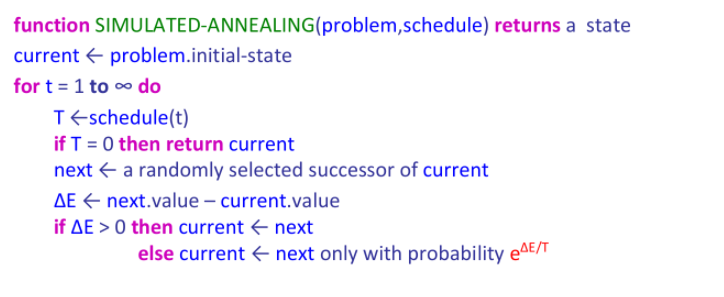 function SIMULATED-ANNEALING(problem,schedule) returns a state
current ← problem.initial-state
for t = 1 to ∞ do
T ←schedule(t)
if T = 0 then return current
next ← a randomly selected successor of current
ΔE ← next.value – current.value
if ΔE > 0 then current ← next
else current ← next only with probability e^ΔE/T